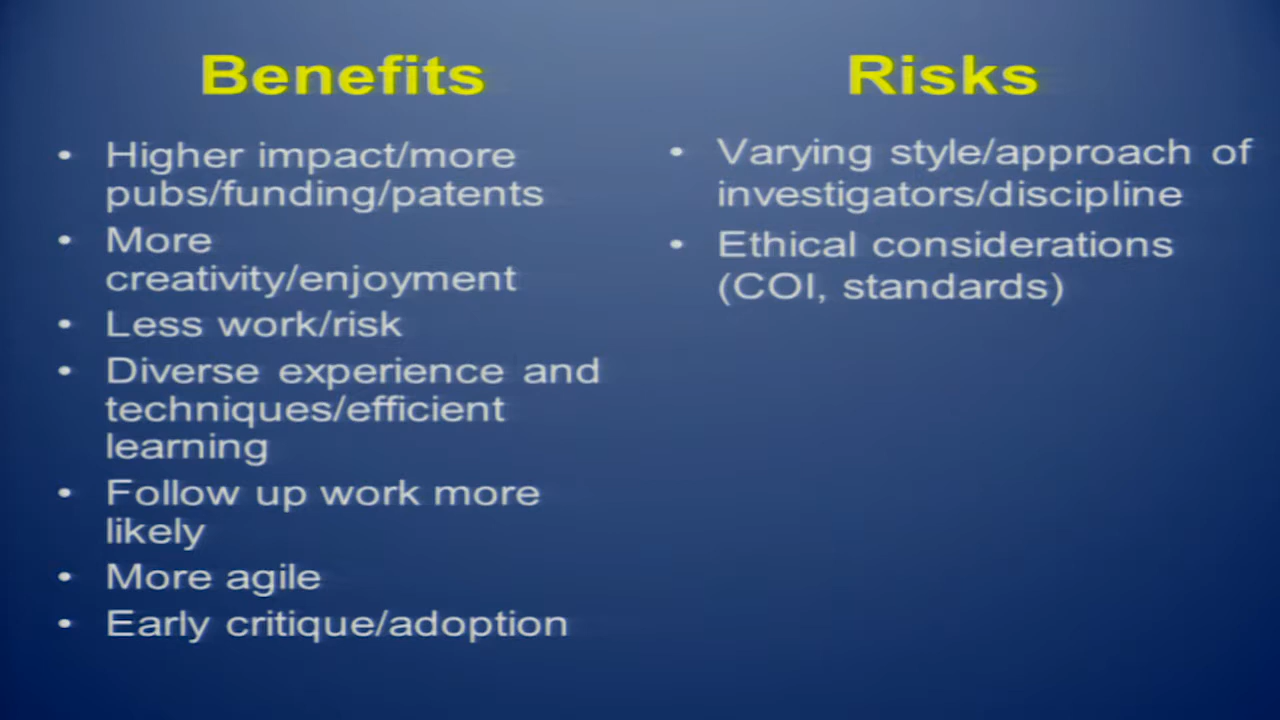 Benefits
• Higher impact/more
pubs/funding/patents
• More
creativity/enjoyment
• Less work/risk
• Diverse experience and
techniques/efficient
learning
• Follow up work more
likely
• More agile
• Early critique/adoption
Risks
• Varying style/approach of
investigators/discipline
• Ethical considerations
(COI, standards)